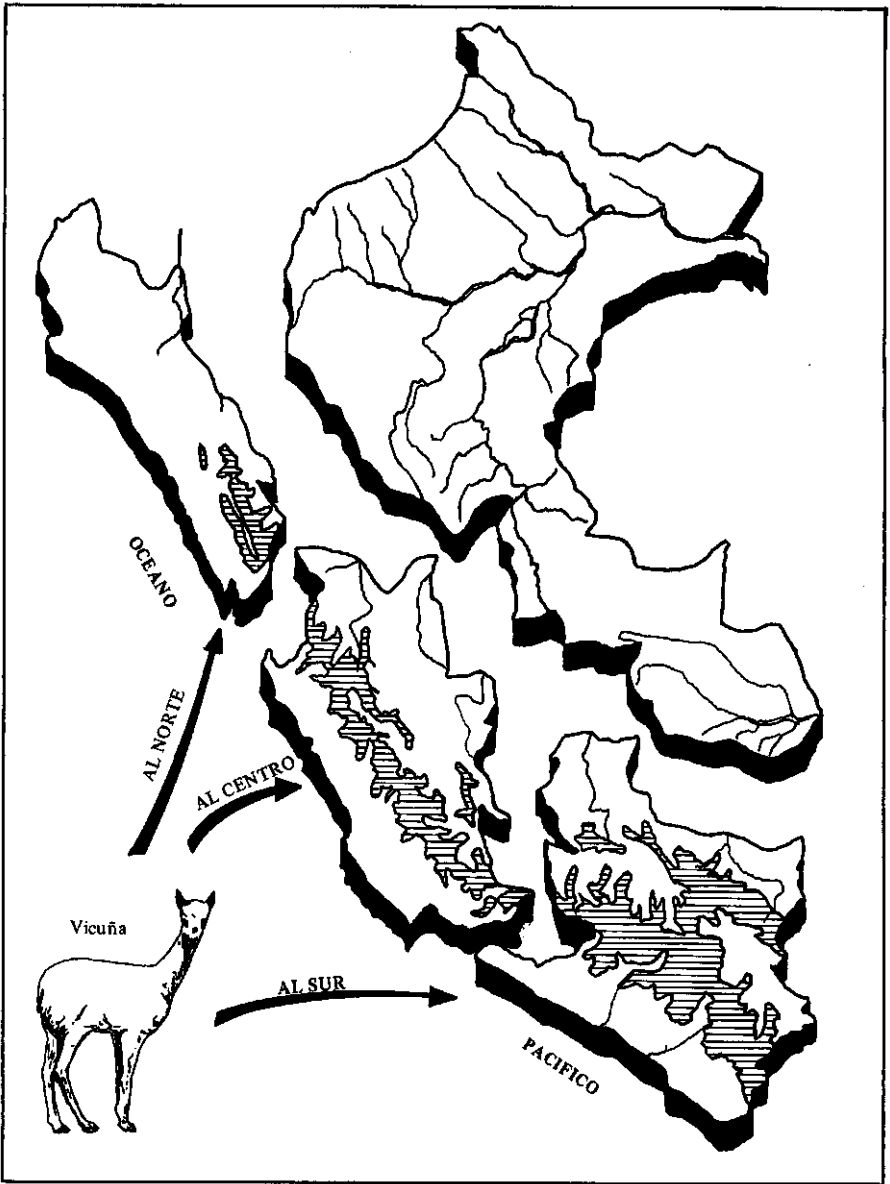 OCEANO
AL NORTE
AL CENTRO
Vicuña
AL SUR
PACIFICO